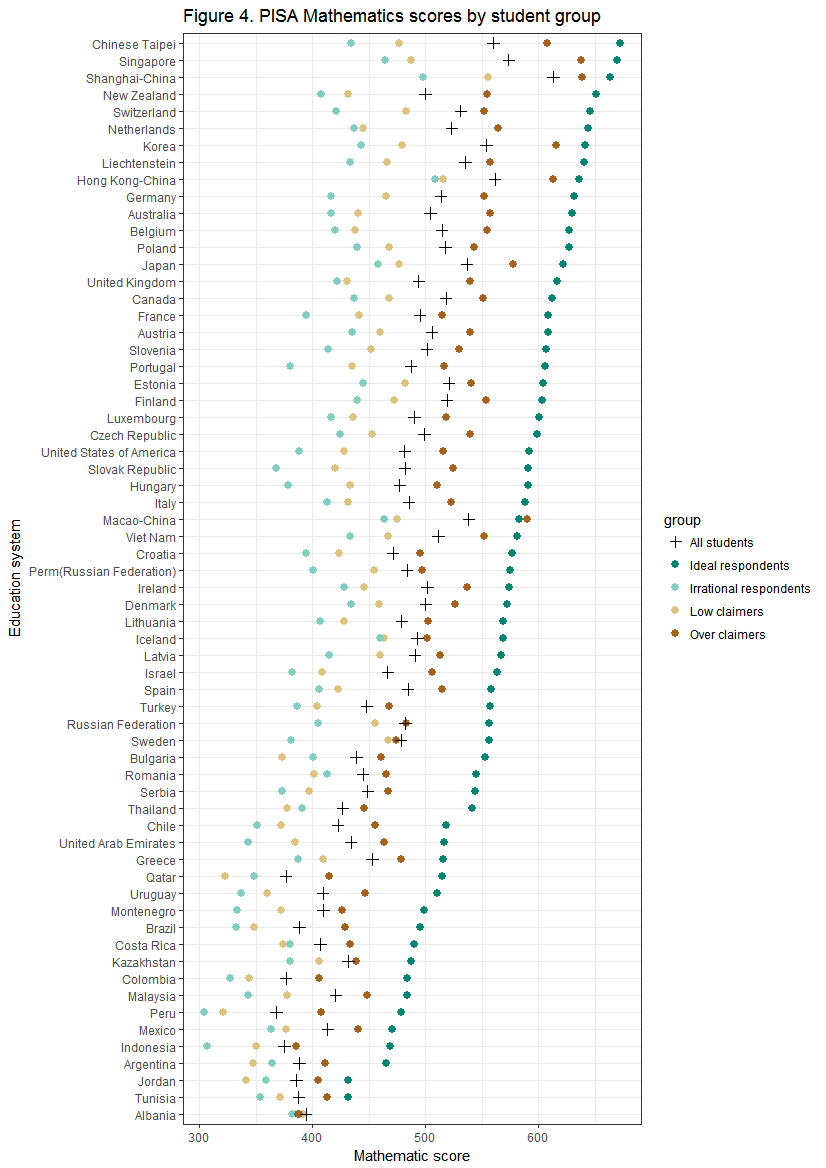 Figure 4. PISA Mathematics scores by student group
Chinese Taipei
Singapore
Shanghai-China
New Zealand
Switzerland
Netherlands
Korea
Liechtenstein
Hong Kong-China
Germany
Australia
Belgium
Poland
Japan
United Kingdom
Canada
France
Austria
Slovenia
Portugal
Estonia
Finland
Luxembourg
Czech Republic
United States of America
Slovak Republic
Hungary
Italy
Macao-China
Viet Nam
Croatia
Perm(Russian Federation)
Ireland
Denmark
Lithuania
Iceland
Latvia
Israel
Spain
Turkey
Russian Federation
Sweden
Bulgaria
Romania
Serbia
Thailand
Chile
United Arab Emirates
Greece
Qatar
Uruguay
Montenegro
Brazil
Costa Rica
Kazakhstan
Colombia
Malaysia
Peru
Mexico
Indonesia
Argentina
Jordan
Tunisia
Albania
Education system
300 400 500 600
Mathematic score
group
All students
Ideal respondents
Irrational respondents
Low claimers
Over claimers